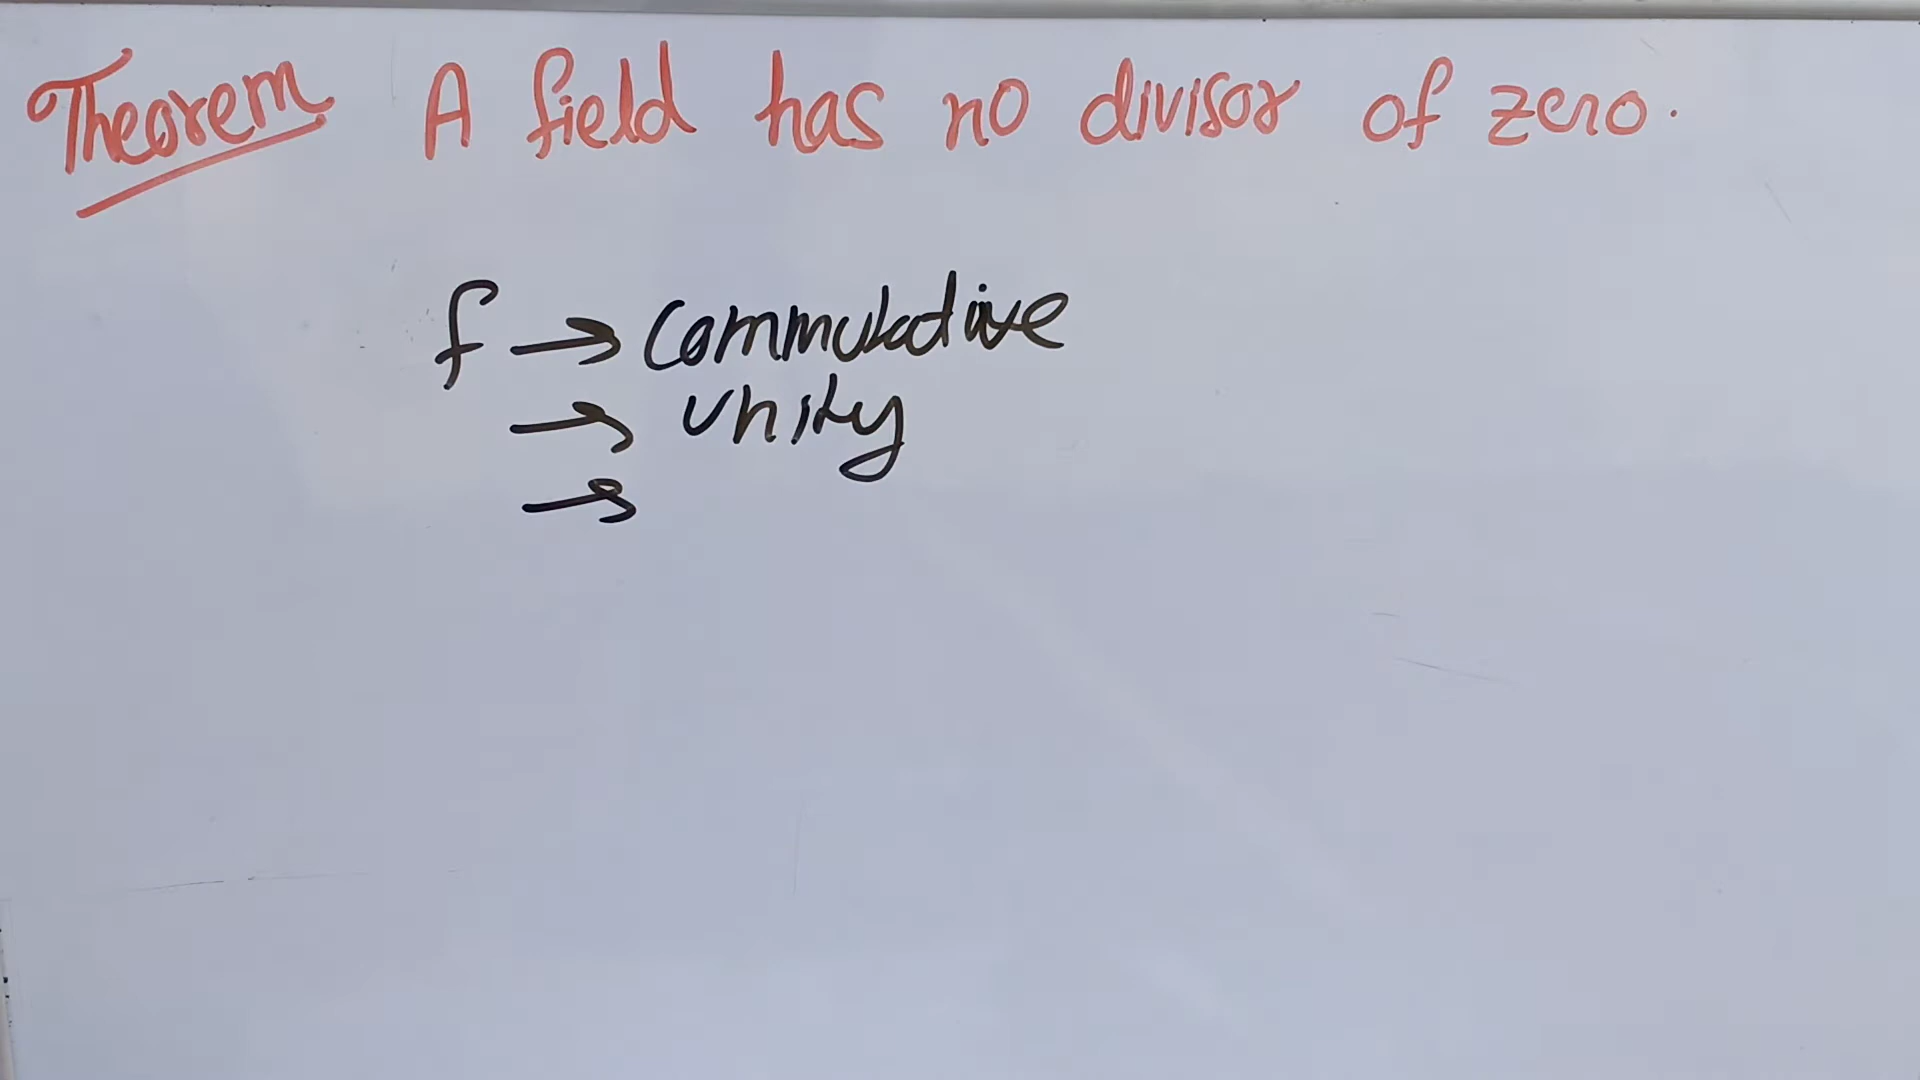 Theorem A field has no divisor of zero.
f → Commutative
→ Unity
→